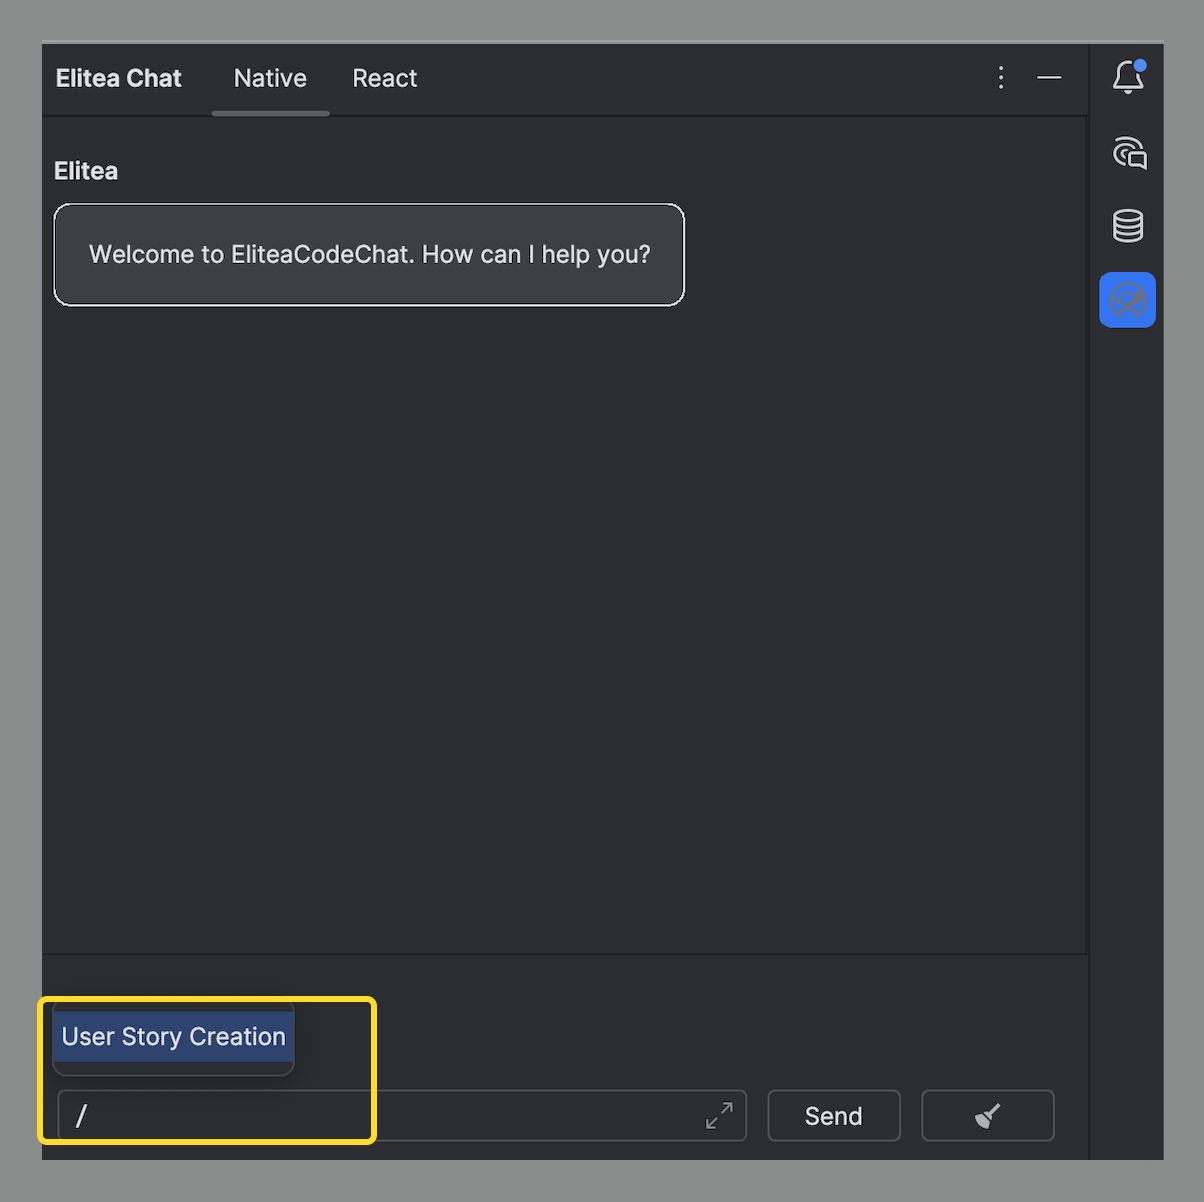 Elitea Chat Native React
Elitea
Welcome to EliteaCodeChat. How can I help you?
User Story Creation
/ Send